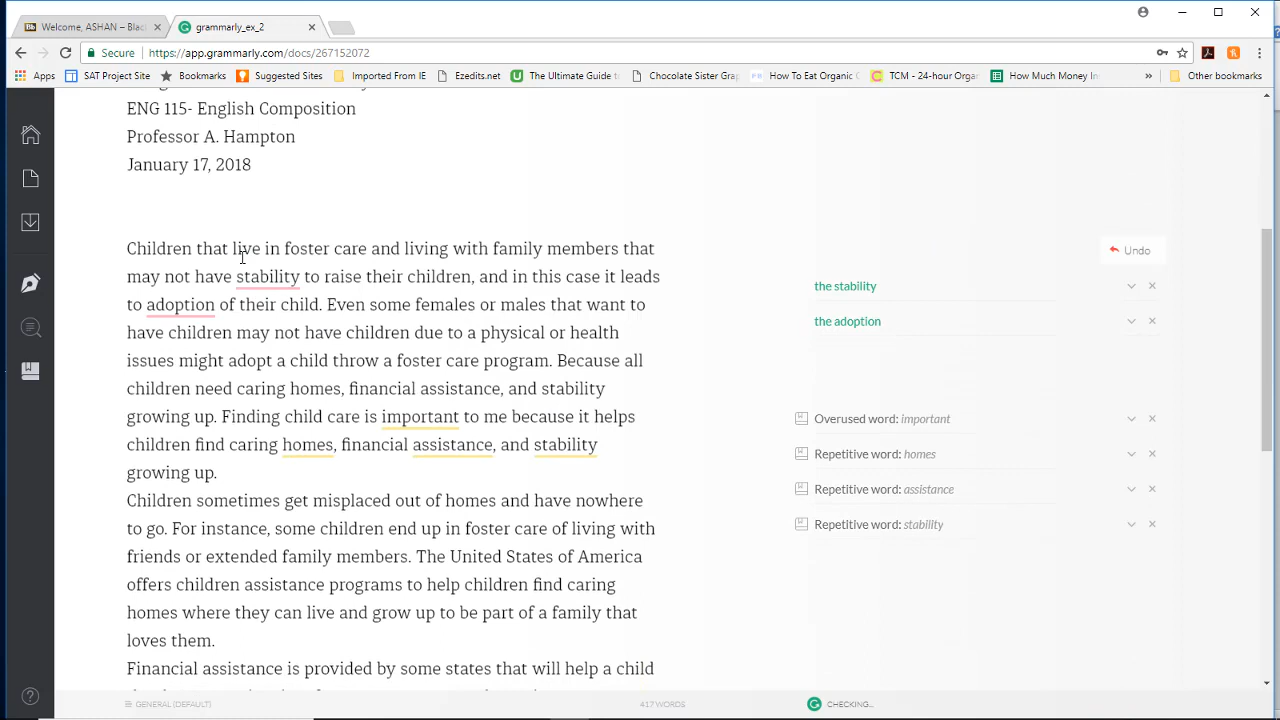 Welcome, ASHAN – Blac
grammarly_ex_2
Secure
https://app.grammarly.com/docs/267152072
Apps
SAT Project Site
Bookmarks
Suggested Sites
Imported From IE
Ezedits.net
The Ultimate Guide to
Chocolate Sister Gra
How To Eat Organic
TCM - 24-hour Orga
How Much Money In
»
Other bookmarks
ENG 115- English Composition
Professor A. Hampton
January 17, 2018
Children that live in foster care and living with family members that
may not have stability to raise their children, and in this case it leads
to adoption of their child. Even some females or males that want to
have children may not have children due to a physical or health
issues might adopt a child throw a foster care program. Because all
children need caring homes, financial assistance, and stability
growing up. Finding child care is important to me because it helps
children find caring homes, financial assistance, and stability
growing up.
Children sometimes get misplaced out of homes and have nowhere
to go. For instance, some children end up in foster care of living with
friends or extended family members. The United States of America
offers children assistance programs to help children find caring
homes where they can live and grow up to be part of a family that
loves them.
Financial assistance is provided by some states that will help a child
Undo
the stability
the adoption
Overused word: important
Repetitive word: homes
Repetitive word: assistance
Repetitive word: stability
GENERAL (DEFAULT)
417 WORDS
CHECKING...